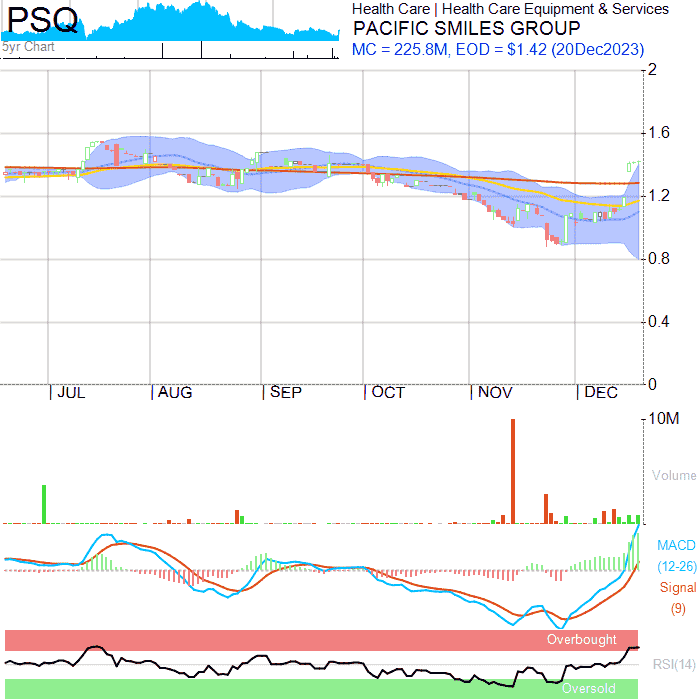 PSQ
5yr Chart
Health Care | Health Care Equipment & Services
PACIFIC SMILES GROUP
MC = 225.8M, EOD = $1.42 (20Dec2023)
2
1.6
1.2
0.8
0.4
0
JUL
AUG
SEP
OCT
NOV
DEC
10M
Volume
MACD
(12-26)
Signal
(9)
Overbought
RSI(14)
Oversold